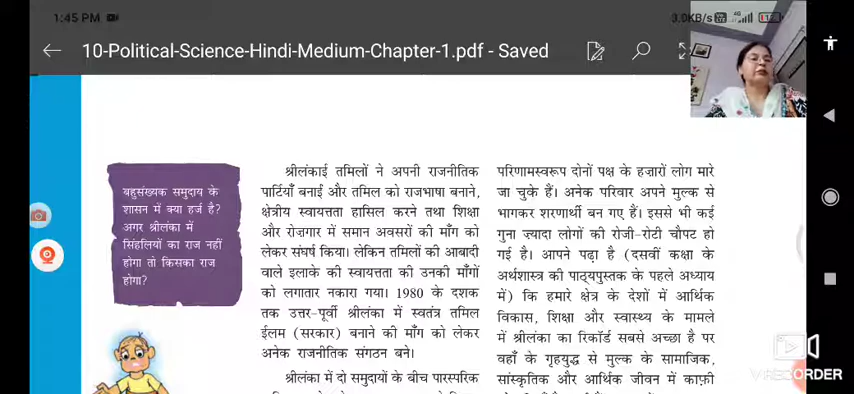 1:45 PM
3.0KB/s
10-Political-Science-Hindi-Medium-Chapter-1.pdf - Saved
बहुसंख्यक समुदाय के
शासन में क्या हर्ज है?
अगर श्रीलंका में
सिंहलियों का राज नहीं
होगा तो किसका राज
होगा?
श्रीलंकाई तमिलों ने अपनी राजनीतिक
पार्टियाँ बनाई और तमिल को राजभाषा बनाने,
क्षेत्रीय स्वायत्तता हासिल करने तथा शिक्षा
और रोज़गार में समान अवसरों की माँग को
लेकर संघर्ष किया। लेकिन तमिलों की आबादी
वाले इलाके की स्वायत्तता की उनकी माँगों
को लगातार नकारा गया। 1980 के दशक
तक उत्तर-पूर्वी श्रीलंका में स्वतंत्र तमिल
ईलम (सरकार) बनाने की माँग को लेकर
अनेक राजनीतिक संगठन बने।
श्रीलंका में दो समुदायों के बीच पारस्परिक
परिणामस्वरूप दोनों पक्ष के हज़ारों लोग मारे
जा चुके हैं। अनेक परिवार अपने मुल्क से
भागकर शरणार्थी बन गए हैं। इससे भी कई
गुना ज्यादा लोगों की रोजी-रोटी चौपट हो
गई है। आपने पढ़ा है (दसवीं कक्षा के
अर्थशास्त्र की पाठ्यपुस्तक के पहले अध्याय
में) कि हमारे क्षेत्र के देशों में आर्थिक
विकास, शिक्षा और स्वास्थ्य के मामले
में श्रीलंका का रिकॉर्ड सबसे अच्छा है पर
वहाँ के गृहयुद्ध से मुल्क के सामाजिक,
सांस्कृतिक और आर्थिक जीवन में काफ़ी
VIRECORDER